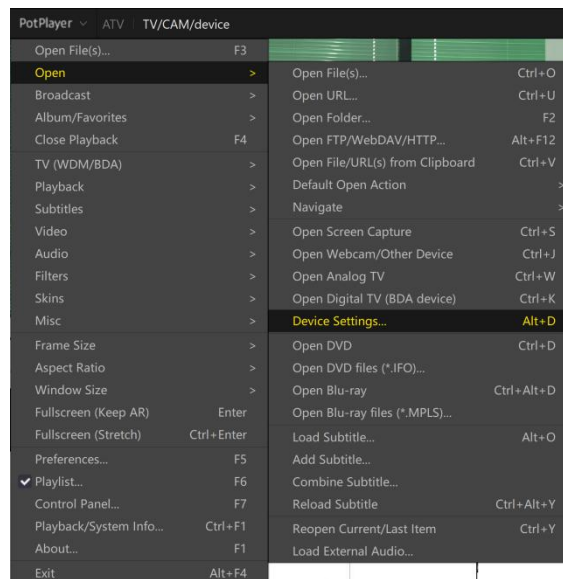 PotPlayer ATV TV/CAM/device
Open File(s)... F3
Open >
Broadcast >
Album/Favorites >
Close Playback F4
TV (WDM/BDA) >
Playback >
Subtitles >
Video >
Audio >
Filters >
Skins >
Misc >
Frame Size >
Aspect Ratio >
Window Size >
Fullscreen (Keep AR) Enter
Fullscreen (Stretch) Ctrl+Enter
Preferences... F5
Playlist... F6
Control Panel... F7
Playback/System Info... Ctrl+F1
About... F1
Exit Alt+F4
Open File(s)... Ctrl+O
Open URL... Ctrl+U
Open Folder... F2
Open FTP/WebDAV/HTTP... Alt+F12
Open File/URL(s) from Clipboard Ctrl+V
Default Open Action >
Navigate >
Open Screen Capture Ctrl+S
Open Webcam/Other Device Ctrl+J
Open Analog TV Ctrl+W
Open Digital TV (BDA device) Ctrl+K
Device Settings... Alt+D
Open DVD Ctrl+D
Open DVD files (*.IFO)...
Open Blu-ray Ctrl+Alt+D
Open Blu-ray files (*.MPLS)...
Load Subtitle... Alt+O
Add Subtitle...
Combine Subtitle...
Reload Subtitle Ctrl+Alt+Y
Reopen Current/Last Item Ctrl+Y
Load External Audio...